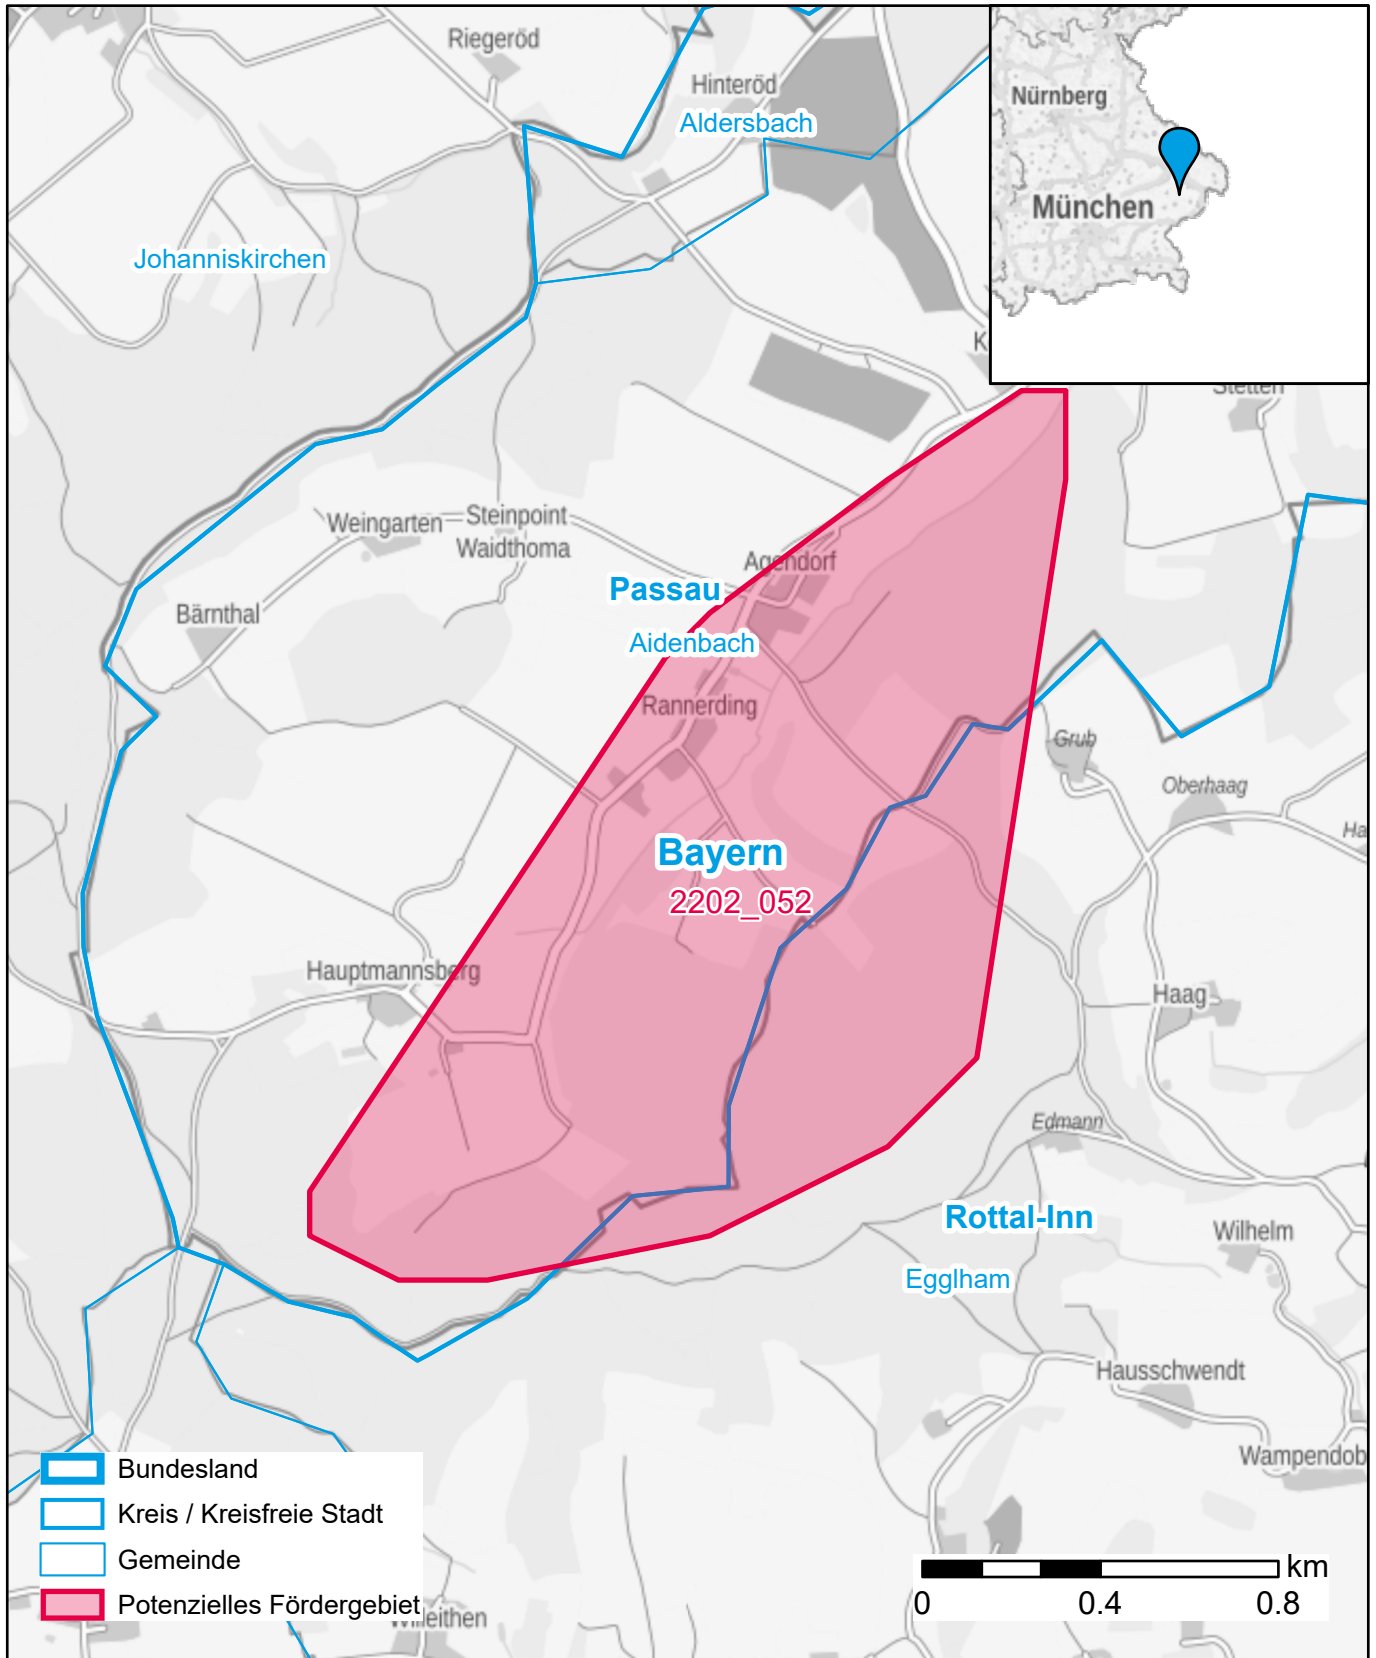 Riegeröd
Hinteröd
Aldersbach
Nürnberg
München
Johanniskirchen
K
Stetten
Weingarten
Steinpoint
Waidthoma
Agendorf
Passau
Bärnthal
Aidenbach
Rannerding
Grub
Oberhaag
Ha
Bayern
2202_052
Hauptmannsberg
Haag
Edmann
Rottal-Inn
Wilhelm
Egglham
Hausschwendt
Wampendob
Bundesland
Kreis / Kreisfreie Stadt
Gemeinde
Potenzielles Fördergebiet
km
0 0.4 0.8